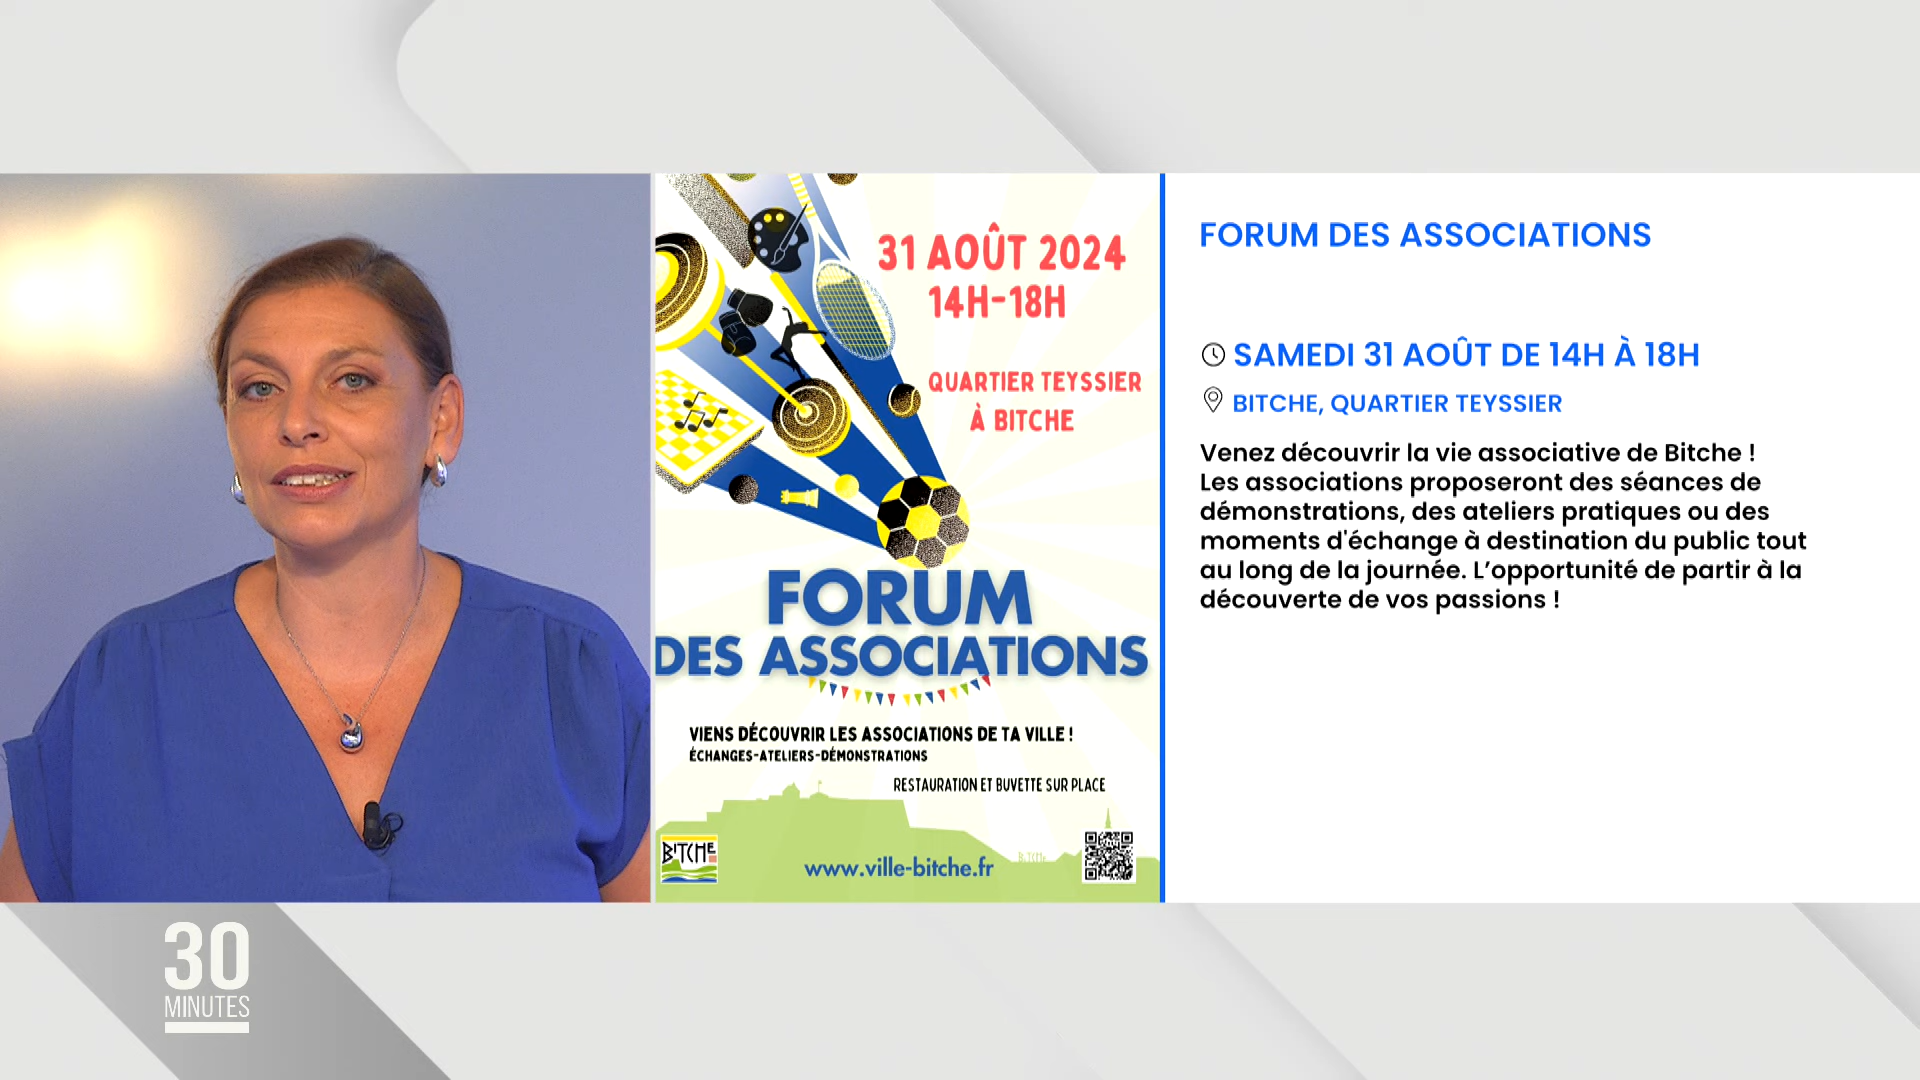 31 AOÛT 2024
14H-18H
QUARTIER TEYSSIER
À BITCHE
FORUM
DES ASSOCIATIONS
VIENS DÉCOUVRIR LES ASSOCIATIONS DE TA VILLE !
ÉCHANGES-ATELIERS-DÉMONSTRATIONS
RESTAURATION ET BUVETTE SUR PLACE
BITCHE
www.ville-bitche.fr
FORUM DES ASSOCIATIONS
SAMEDI 31 AOÛT DE 14H À 18H
BITCHE, QUARTIER TEYSSIER
Venez découvrir la vie associative de Bitche !
Les associations proposeront des séances de
démonstrations, des ateliers pratiques ou des
moments d'échange à destination du public tout
au long de la journée. L’opportunité de partir à la
découverte de vos passions !
30
MINUTES